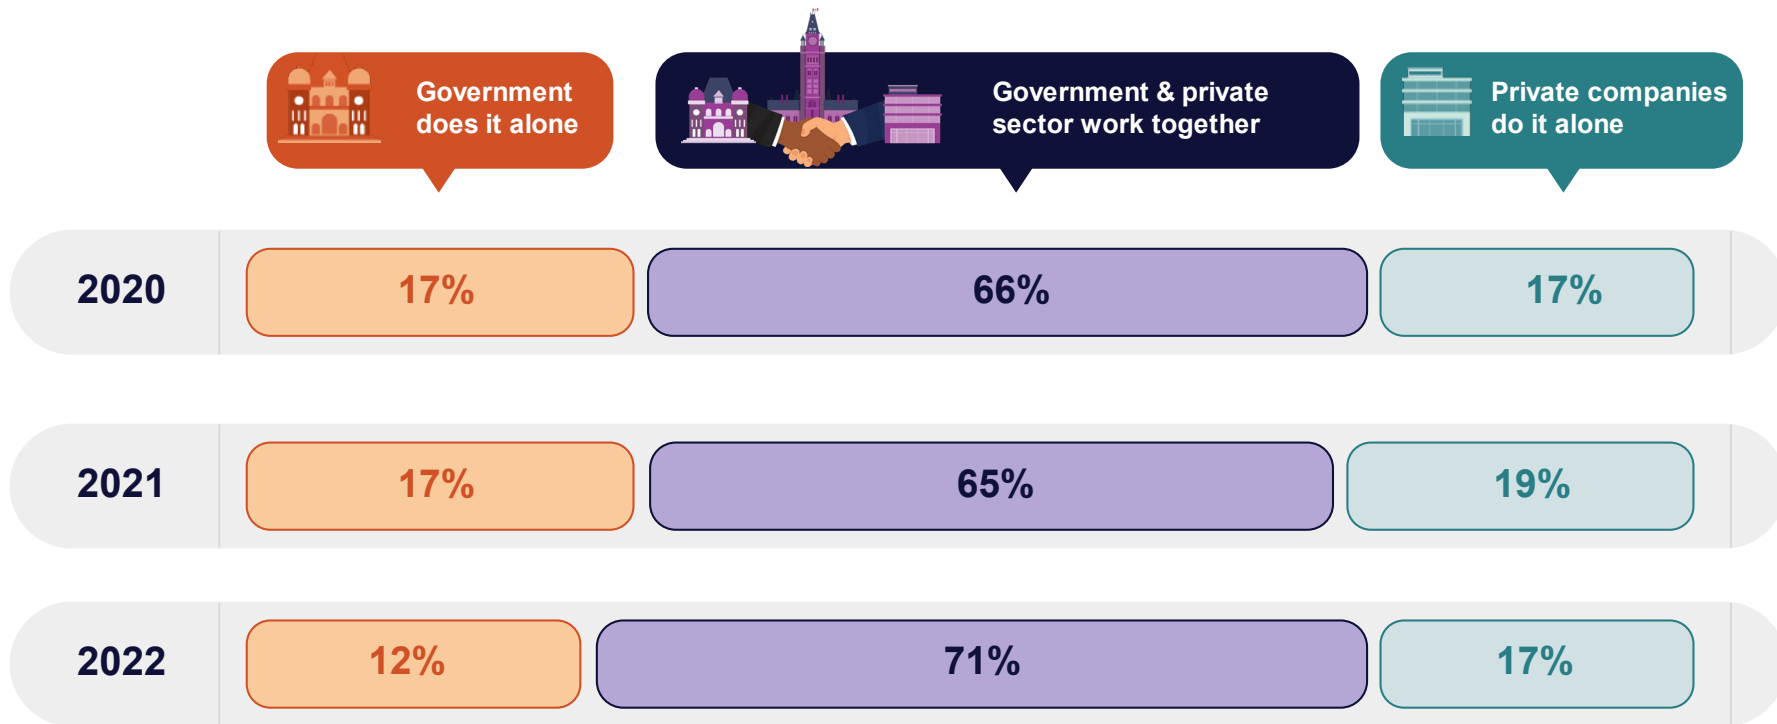 Government
does it alone
Government & private
sector work together
Private companies
do it alone
2020
17%
66%
17%
2021
17%
65%
19%
2022
12%
71%
17%